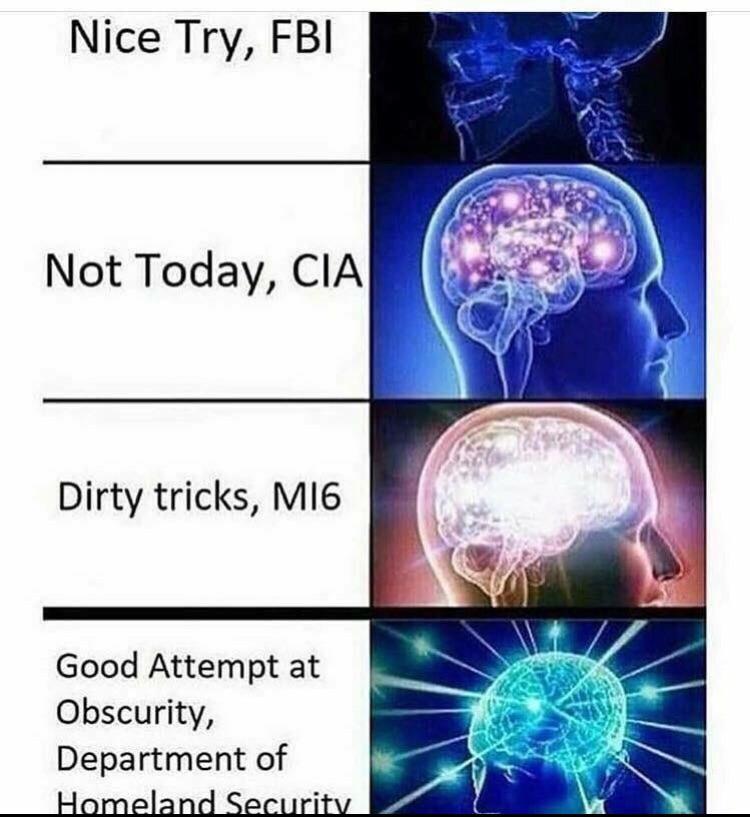 Nice Try, FBI
Not Today, CIA
Dirty tricks, MI6
Good Attempt at
Obscurity,
Department of
Homeland Security